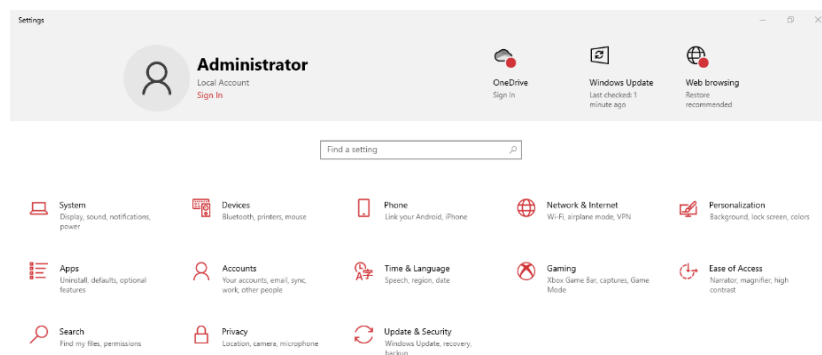 Settings
Administrator
Local Account
Sign In
OneDrive
Sign In
Windows Update
Last checked: 1
minute ago
Web browsing
Restore
recommended
Find a setting
System
Display, sound, notifications,
power
Devices
Bluetooth, printers, mouse
Phone
Link your Android, iPhone
Network & Internet
Wi-Fi, airplane mode, VPN
Personalization
Background, lock screen, colors
Apps
Uninstall, defaults, optional
features
Accounts
Your accounts, email, sync,
work, other people
Time & Language
Speech, region, date
Gaming
Xbox Game Bar, captures, Game
Mode
Ease of Access
Narrator, magnifier, high
contrast
Search
Find my files, permissions
Privacy
Location, camera, microphone
Update & Security
Windows Update, recovery,
backup